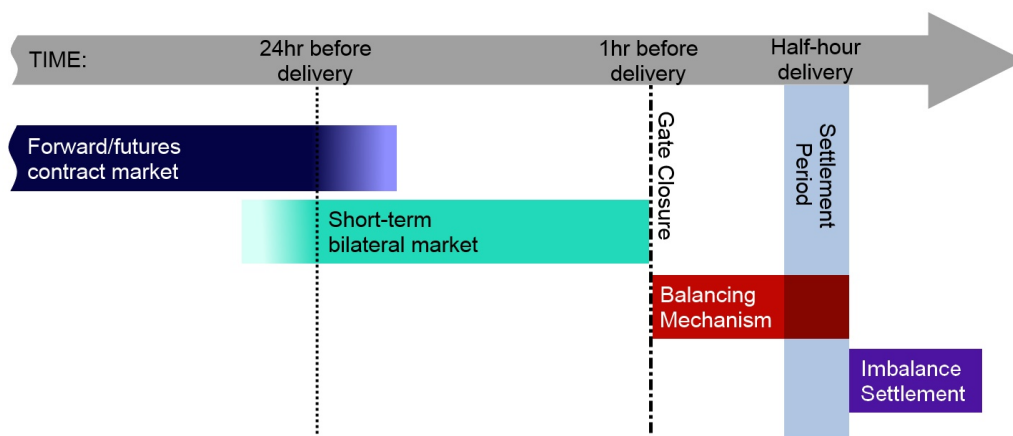 TIME:
24hr before
delivery
1hr before
delivery
Half-hour
delivery
Forward/futures
contract market
Short-term
bilateral market
Gate Closure
Settlement
Period
Balancing
Mechanism
Imbalance
Settlement